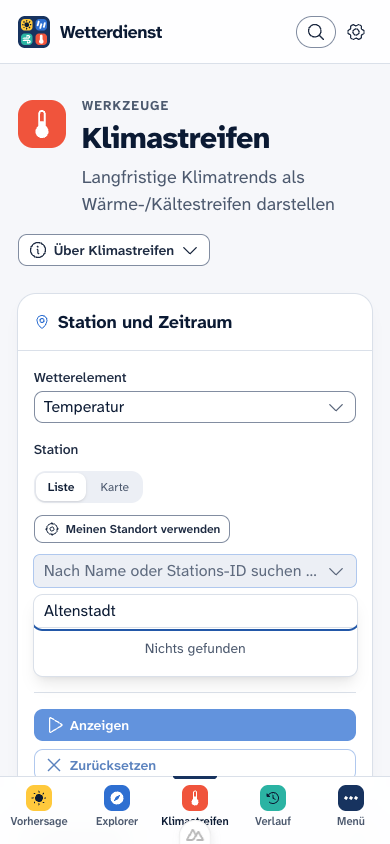 Wetterdienst
WERKZEUGE
Klimastreifen
Langfristige Klimatrends als
Wärme-/Kältestreifen darstellen
Über Klimastreifen
Station und Zeitraum
Wetterelement
Temperatur
Station
Liste Karte
Meinen Standort verwenden
Nach Name oder Stations-ID suchen ...
Altenstadt
Nichts gefunden
Anzeigen
Zurücksetzen
Vorhersage Explorer Klimastreifen Verlauf Menü